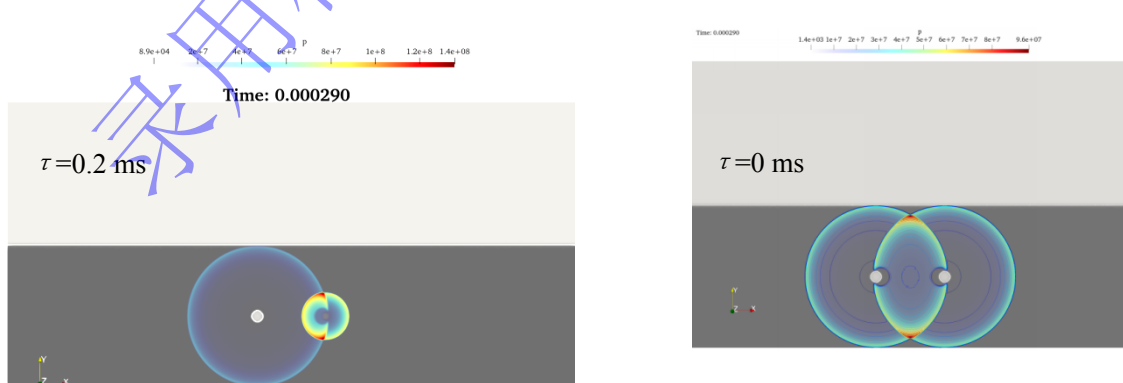 p
8.9e+04 2e+7 4e+7 6e+7 8e+7 1e+8 1.2e+8 1.4e+08
Time: 0.000290
τ=0.2 ms
Y
Z X
Time: 0.000290
p
1.4e+03 1e+7 2e+7 3e+7 4e+7 5e+7 6e+7 7e+7 8e+7 9.6e+07
τ=0 ms
Y
Z X
录用